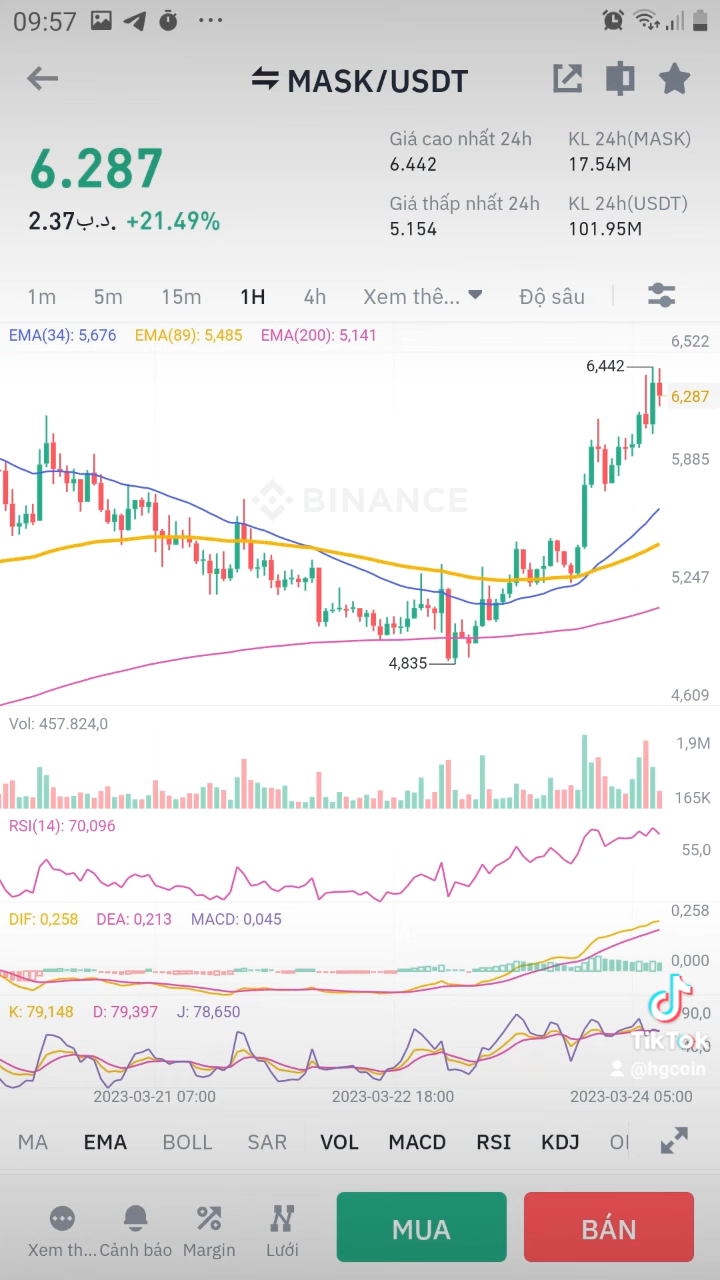 09:57
MASK/USDT
6.287
2.37د.ب. +21.49%
Giá cao nhất 24h
6.442
KL 24h(MASK)
17.54M
Giá thấp nhất 24h
5.154
KL 24h(USDT)
101.95M
1m 5m 15m 1H 4h Xem thê... Độ sâu
EMA(34): 5,676 EMA(89): 5,485 EMA(200): 5,141
6,522
6,442
6,287
5,885
BINANCE
5,247
4,835
4,609
Vol: 457.824,0
1,9M
165K
RSI(14): 70,096
55,0
DIF: 0,258 DEA: 0,213 MACD: 0,045
0,258
0,000
K: 79,148 D: 79,397 J: 78,650
90,0
TikTok
@hgcoin
2023-03-21 07:00 2023-03-22 18:00 2023-03-24 05:00
MA EMA BOLL SAR VOL MACD RSI KDJ
Xem th... Cảnh báo Margin Lưới
MUA
BÁN